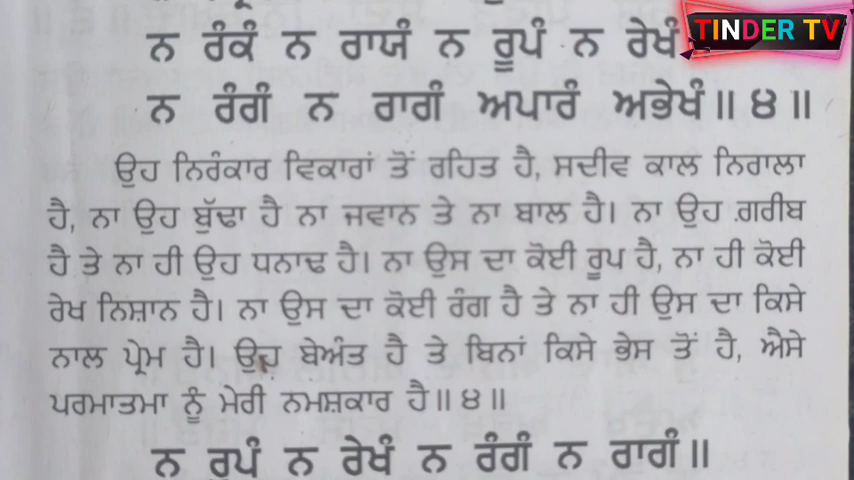 ਨ ਰੰਕੰ ਨ ਰਾਯੰ ਨ ਰੂਪੰ ਨ ਰੇਖੰ
TINDER TV
ਨ ਰੰਗੰ ਨ ਰਾਗੰ ਅਪਾਰੰ ਅਭੇਖੰ॥ ੪ ॥
ਉਹ ਨਿਰੰਕਾਰ ਵਿਕਾਰਾਂ ਤੋਂ ਰਹਿਤ ਹੈ, ਸਦੀਵ ਕਾਲ ਨਿਰਾਲਾ
ਹੈ, ਨਾ ਉਹ ਬੁੱਢਾ ਹੈ ਨਾ ਜਵਾਨ ਤੇ ਨਾ ਬਾਲ ਹੈ। ਨਾ ਉਹ ਗ਼ਰੀਬ
ਹੈ ਤੇ ਨਾ ਹੀ ਉਹ ਧਨਾਢ ਹੈ। ਨਾ ਉਸ ਦਾ ਕੋਈ ਰੂਪ ਹੈ, ਨਾ ਹੀ ਕੋਈ
ਰੇਖ ਨਿਸ਼ਾਨ ਹੈ। ਨਾ ਉਸ ਦਾ ਕੋਈ ਰੰਗ ਹੈ ਤੇ ਨਾ ਹੀ ਉਸ ਦਾ ਕਿਸੇ
ਨਾਲ ਪ੍ਰੇਮ ਹੈ। ਉਹ ਬੇਅੰਤ ਹੈ ਤੇ ਬਿਨਾਂ ਕਿਸੇ ਭੇਸ ਤੋਂ ਹੈ, ਐਸੇ
ਪਰਮਾਤਮਾ ਨੂੰ ਮੇਰੀ ਨਮਸ਼ਕਾਰ ਹੈ॥ ੪॥
ਨ ਰੂਪੰ ਨ ਰੇਖੰ ਨ ਰੰਗੰ ਨ ਰਾਗੰ॥